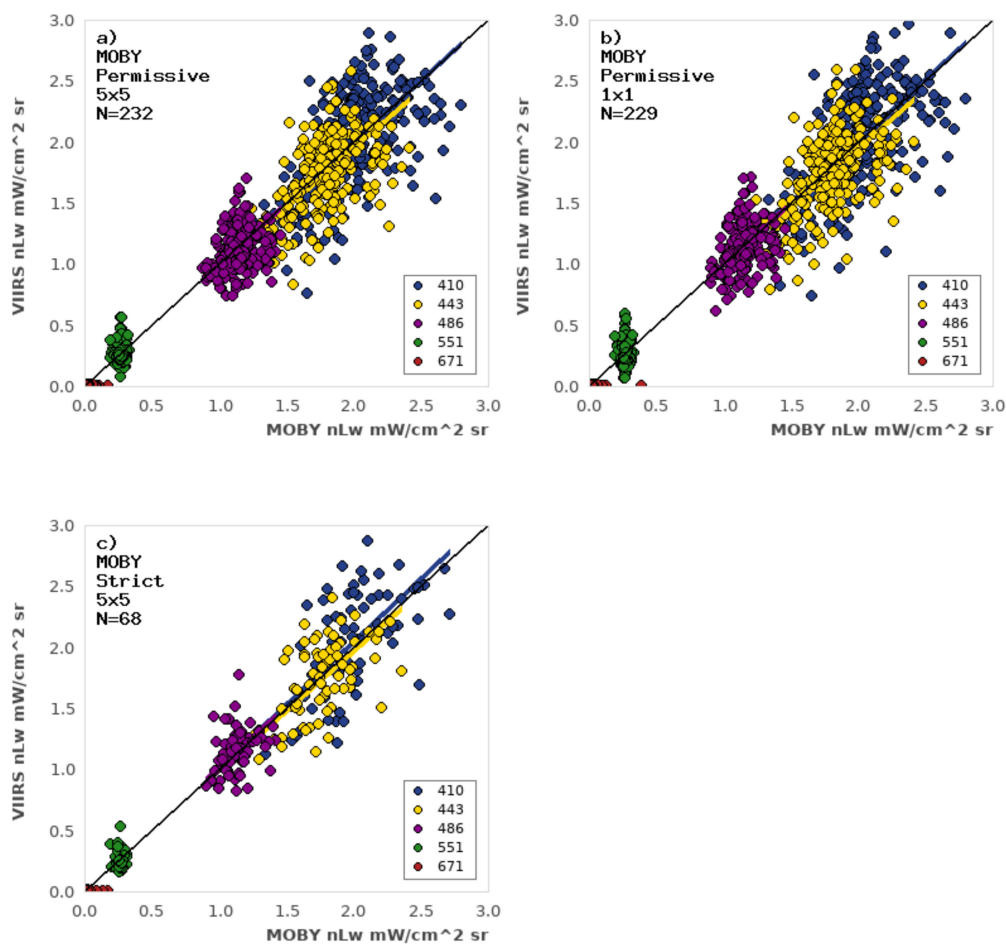 a)
MOBY
Permissive
5x5
N=232
3.0
2.5
2.0
1.5
1.0
0.5
0.0
VIIRS nLw mW/cm^2 sr
410
443
486
551
671
0.0 0.5 1.0 1.5 2.0 2.5 3.0
MOBY nLw mW/cm^2 sr
b)
MOBY
Permissive
1x1
N=229
3.0
2.5
2.0
1.5
1.0
0.5
0.0
VIIRS nLw mW/cm^2 sr
410
443
486
551
671
0.0 0.5 1.0 1.5 2.0 2.5 3.0
MOBY nLw mW/cm^2 sr
c)
MOBY
Strict
5x5
N=68
3.0
2.5
2.0
1.5
1.0
0.5
0.0
VIIRS nLw mW/cm^2 sr
410
443
486
551
671
0.0 0.5 1.0 1.5 2.0 2.5 3.0
MOBY nLw mW/cm^2 sr